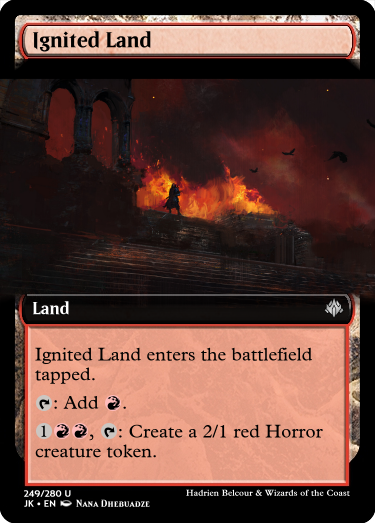 Ignited Land
Land
Ignited Land enters the battlefield
tapped.
: Add .
1, : Create a 2/1 red Horror
creature token.
249/280 U
JK • EN Nana Dhebuadze
Hadrien Belcour & Wizards of the Coast